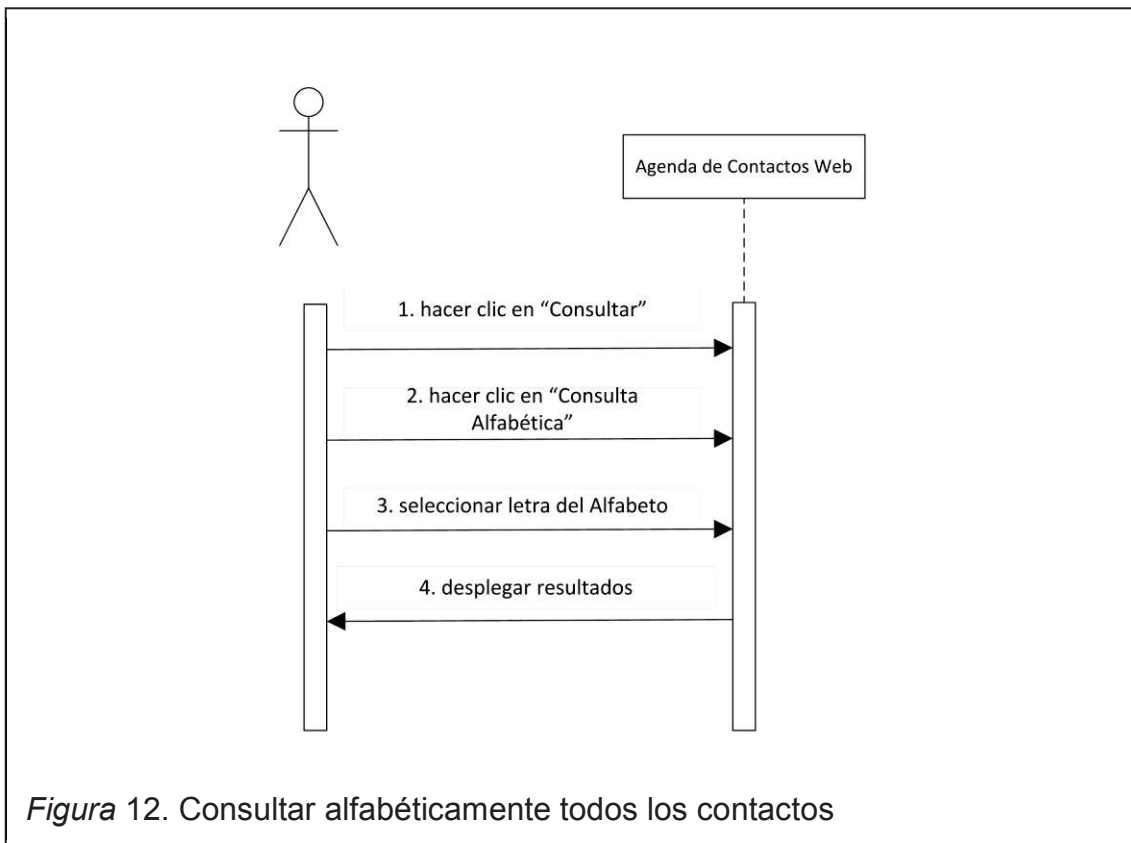 Agenda de Contactos Web
1. hacer clic en “Consultar”
2. hacer clic en “Consulta
Alfabética”
3. seleccionar letra del Alfabeto
4. desplegar resultados
Figura 12. Consultar alfabéticamente todos los contactos